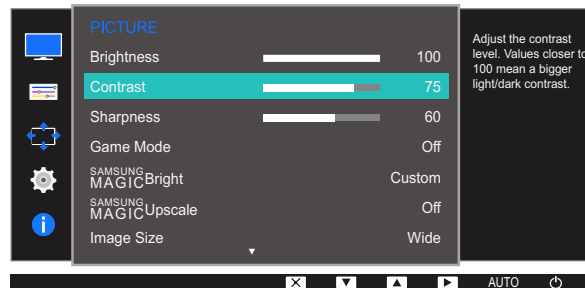 PICTURE
Brightness 100
Contrast 75
Sharpness 60
Game Mode Off
SAMSUNG
MAGICBright Custom
SAMSUNG
MAGICUpscale Off
Image Size Wide
Adjust the contrast
level. Values closer to
100 mean a bigger
light/dark contrast.
AUTO